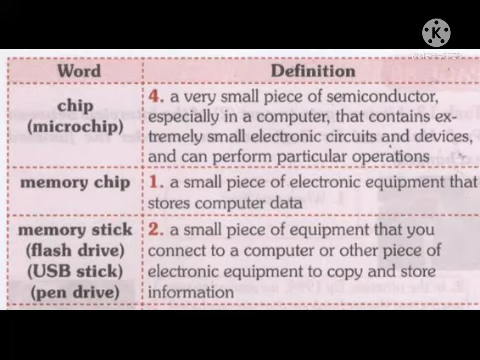 Word Definition
chip
(microchip)
4. a very small piece of semiconductor,
especially in a computer, that contains ex-
tremely small electronic circuits and devices,
and can perform particular operations
memory chip
1. a small piece of electronic equipment that
stores computer data
memory stick
(flash drive)
(USB stick)
(pen drive)
2. a small piece of equipment that you
connect to a computer or other piece of
electronic equipment to copy and store
information